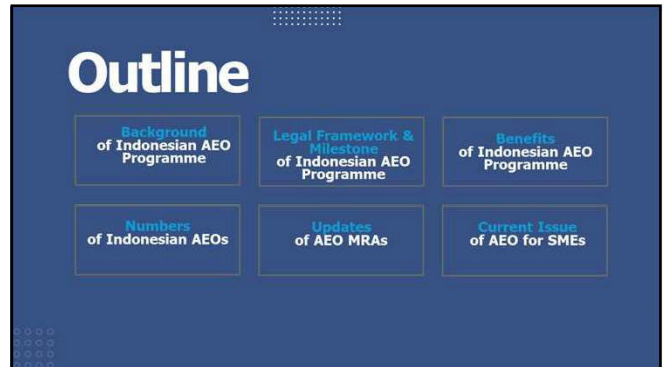 Outline
Background
of Indonesian AEO
Programme
Legal Framework &
Milestone
of Indonesian AEO
Programme
Benefits
of Indonesian AEO
Programme
Numbers
of Indonesian AEOs
Updates
of AEO MRAs
Current Issue
of AEO for SMEs